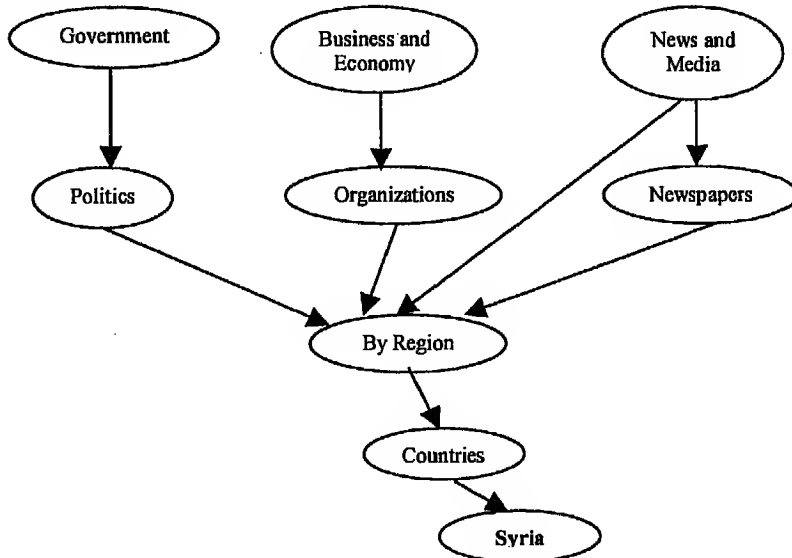 Government
Business and
Economy
News and
Media
Politics
Organizations
Newspapers
By Region
Countries
Syria